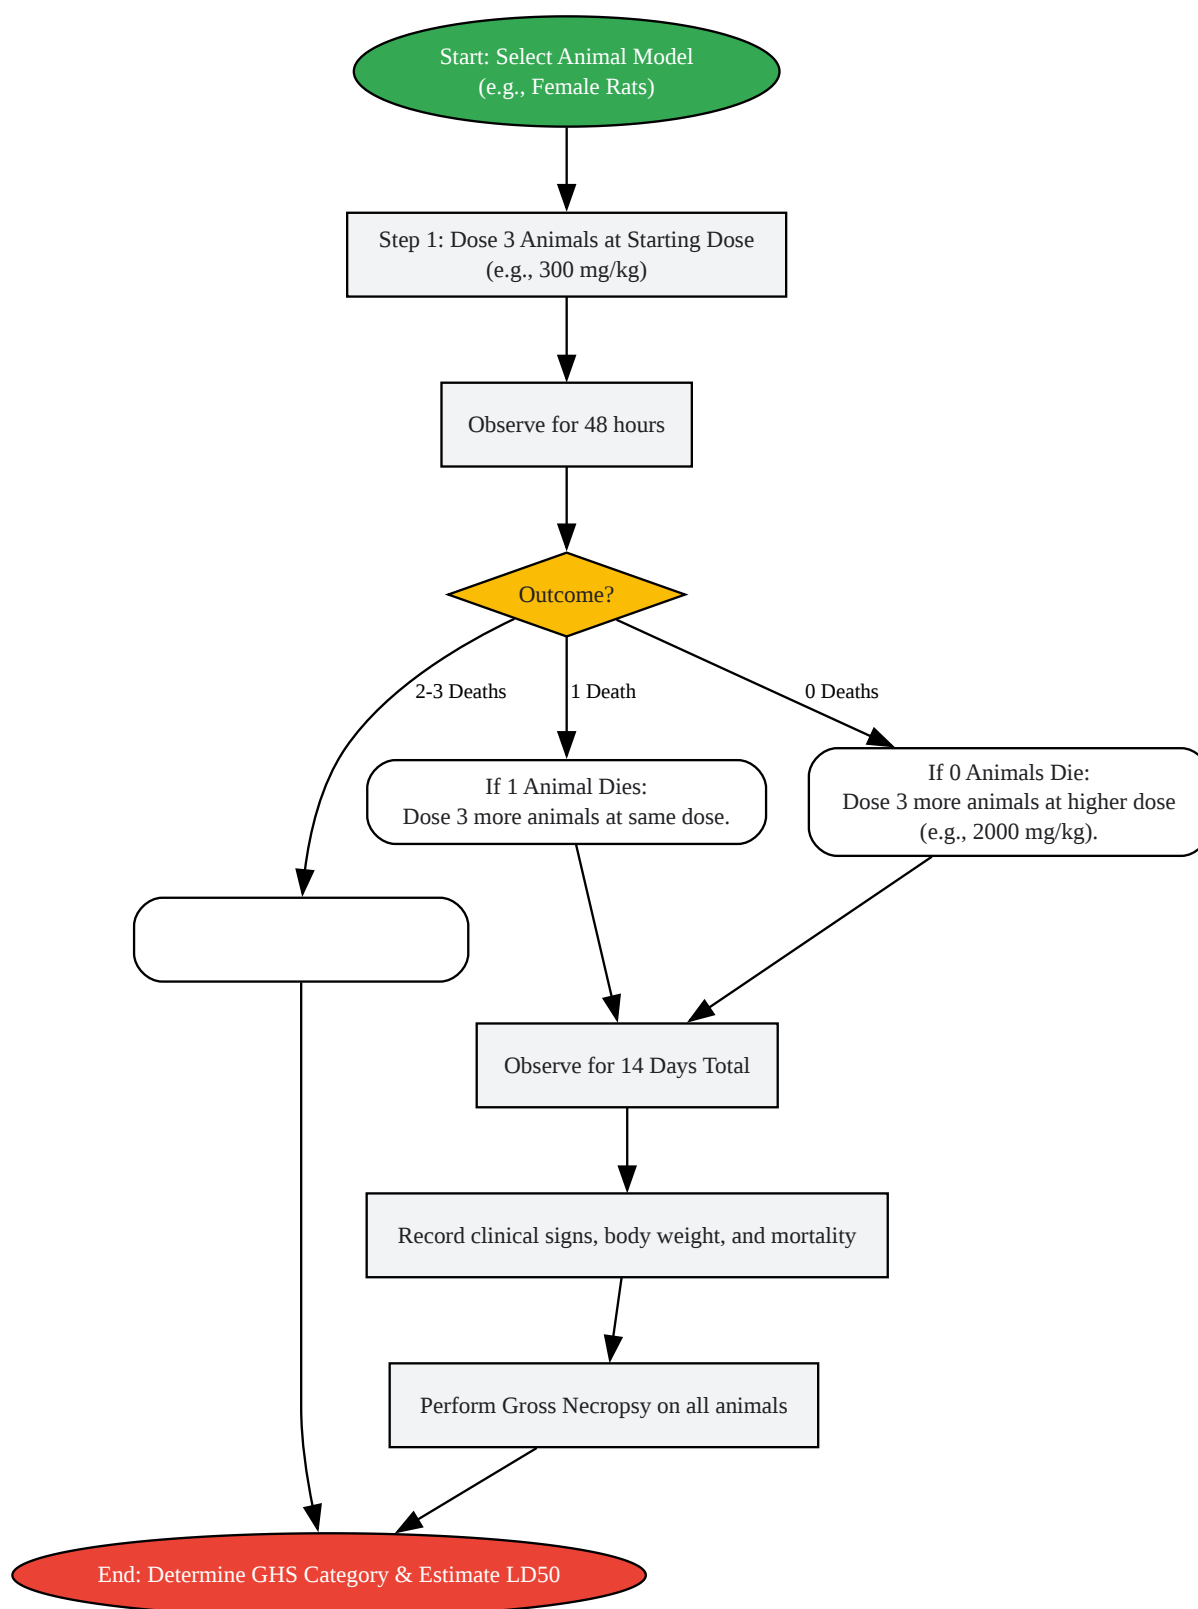 Start: Select Animal Model
(e.g., Female Rats)
Step 1: Dose 3 Animals at Starting Dose
(e.g., 300 mg/kg)
Observe for 48 hours
Outcome?
2-3 Deaths
1 Death
0 Deaths
If 1 Animal Dies:
Dose 3 more animals at same dose.
If 0 Animals Die:
Dose 3 more animals at higher dose
(e.g., 2000 mg/kg).
Observe for 14 Days Total
Record clinical signs, body weight, and mortality
Perform Gross Necropsy on all animals
End: Determine GHS Category & Estimate LD50